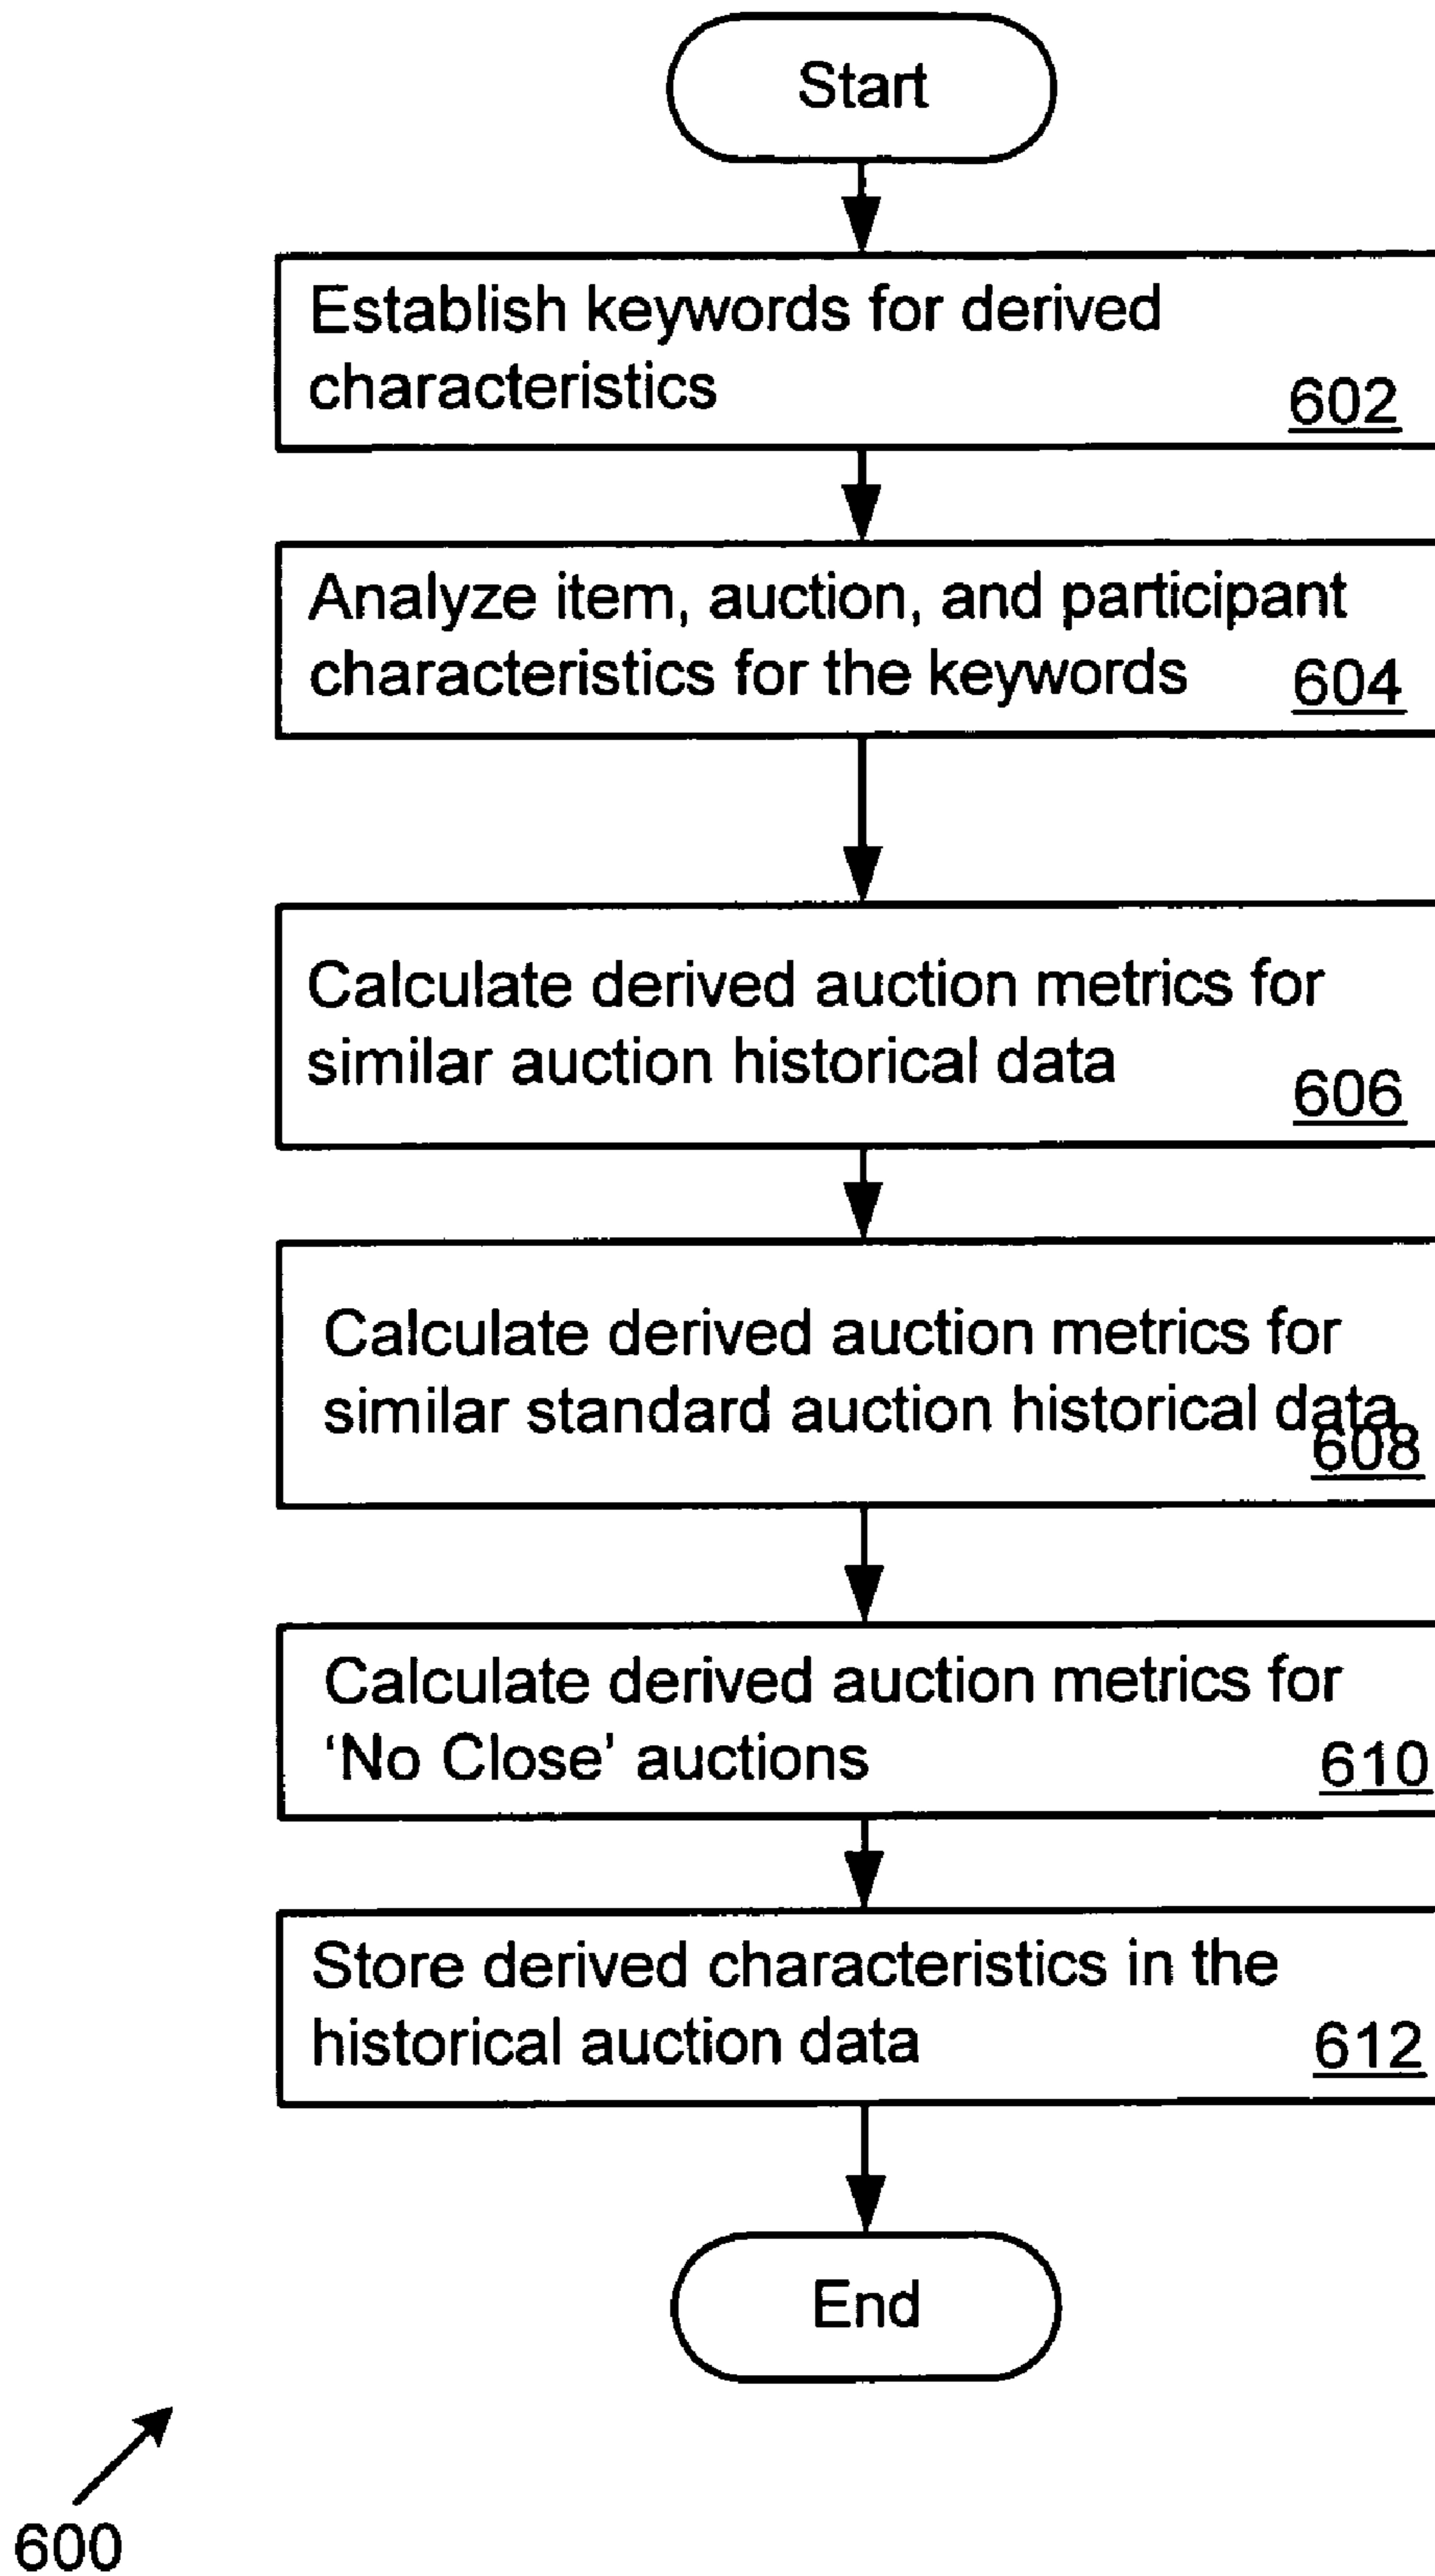 Start
Establish keywords for derived
characteristics
602
Analyze item, auction, and participant
characteristics for the keywords
604
Calculate derived auction metrics for
similar auction historical data
606
Calculate derived auction metrics for
similar standard auction historical data
608
Calculate derived auction metrics for
‘No Close’ auctions
610
Store derived characteristics in the
historical auction data
612
End
600